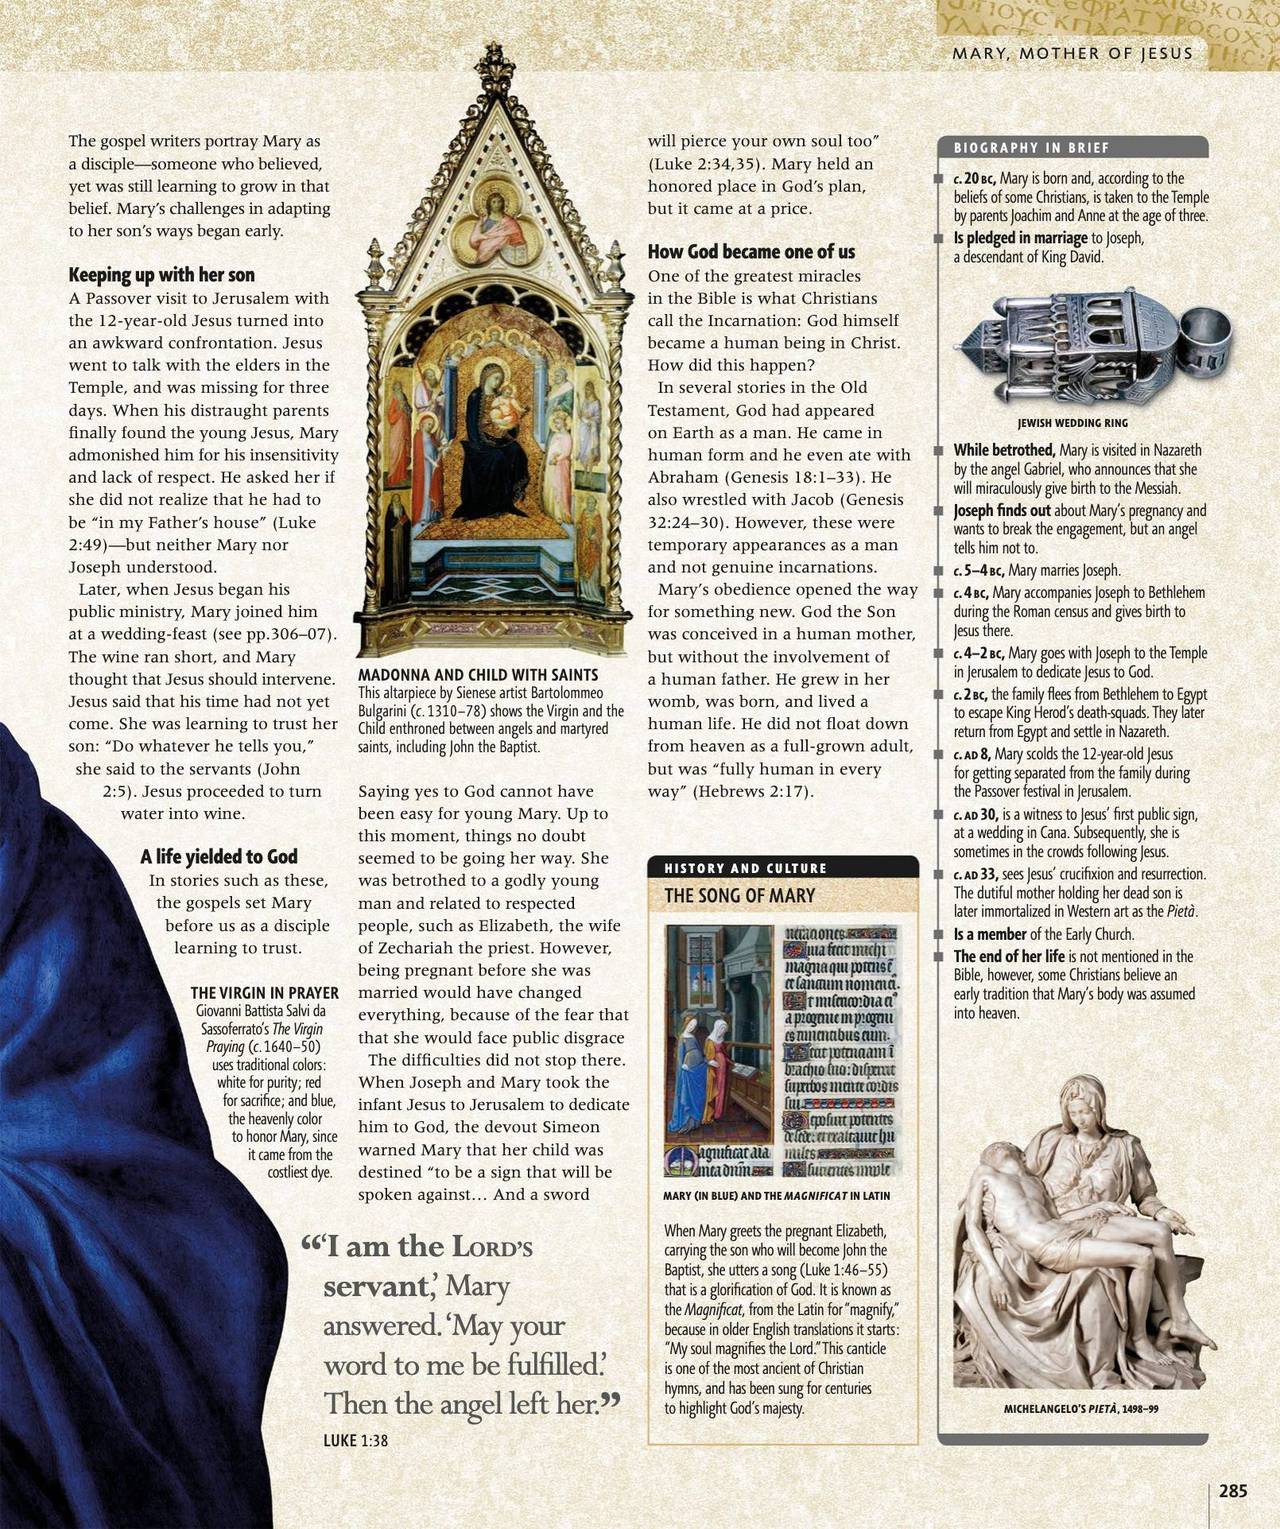 MARY, MOTHER OF JESUS
The gospel writers portray Mary as
a disciple—someone who believed,
yet was still learning to grow in that
belief. Mary’s challenges in adapting
to her son’s ways began early.
Keeping up with her son
A Passover visit to Jerusalem with
the 12-year-old Jesus turned into
an awkward confrontation. Jesus
went to talk with the elders in the
Temple, and was missing for three
days. When his distraught parents
finally found the young Jesus, Mary
admonished him for his insensitivity
and lack of respect. He asked her if
she did not realize that he had to
be “in my Father’s house” (Luke
2:49)—but neither Mary nor
Joseph understood.
Later, when Jesus began his
public ministry, Mary joined him
at a wedding-feast (see pp.306–07).
The wine ran short, and Mary
thought that Jesus should intervene.
Jesus said that his time had not yet
come. She was learning to trust her
son: “Do whatever he tells you,”
she said to the servants (John
2:5). Jesus proceeded to turn
water into wine.
A life yielded to God
In stories such as these,
the gospels set Mary
before us as a disciple
learning to trust.
THE VIRGIN IN PRAYER
Giovanni Battista Salvi da
Sassoferrato’s The Virgin
Praying (c. 1640–50)
uses traditional colors:
white for purity; red
for sacrifice; and blue,
the heavenly color
to honor Mary, since
it came from the
costliest dye.
MADONNA AND CHILD WITH SAINTS
This altarpiece by Sienese artist Bartolommeo
Bulgarini (c. 1310–78) shows the Virgin and the
Child enthroned between angels and martyred
saints, including John the Baptist.
Saying yes to God cannot have
been easy for young Mary. Up to
this moment, things no doubt
seemed to be going her way. She
was betrothed to a godly young
man and related to respected
people, such as Elizabeth, the wife
of Zechariah the priest. However,
being pregnant before she was
married would have changed
everything, because of the fear that
that she would face public disgrace
The difficulties did not stop there.
When Joseph and Mary took the
infant Jesus to Jerusalem to dedicate
him to God, the devout Simeon
warned Mary that her child was
destined “to be a sign that will be
spoken against… And a sword
“‘I am the LORD’S
servant,’ Mary
answered. ‘May your
word to me be fulfilled.’
Then the angel left her.”
LUKE 1:38
will pierce your own soul too”
(Luke 2:34,35). Mary held an
honored place in God’s plan,
but it came at a price.
How God became one of us
One of the greatest miracles
in the Bible is what Christians
call the Incarnation: God himself
became a human being in Christ.
How did this happen?
In several stories in the Old
Testament, God had appeared
on Earth as a man. He came in
human form and he even ate with
Abraham (Genesis 18:1–33). He
also wrestled with Jacob (Genesis
32:24–30). However, these were
temporary appearances as a man
and not genuine incarnations.
Mary’s obedience opened the way
for something new. God the Son
was conceived in a human mother,
but without the involvement of
a human father. He grew in her
womb, was born, and lived a
human life. He did not float down
from heaven as a full-grown adult,
but was “fully human in every
way” (Hebrews 2:17).
HISTORY AND CULTURE
THE SONG OF MARY
MARY (IN BLUE) AND THE MAGNIFICAT IN LATIN
When Mary greets the pregnant Elizabeth,
carrying the son who will become John the
Baptist, she utters a song (Luke 1:46–55)
that is a glorification of God. It is known as
the Magnificat, from the Latin for “magnify,”
because in older English translations it starts:
“My soul magnifies the Lord.” This canticle
is one of the most ancient of Christian
hymns, and has been sung for centuries
to highlight God’s majesty.
BIOGRAPHY IN BRIEF
c. 20 BC, Mary is born and, according to the
beliefs of some Christians, is taken to the Temple
by parents Joachim and Anne at the age of three.
Is pledged in marriage to Joseph,
a descendant of King David.
JEWISH WEDDING RING
While betrothed, Mary is visited in Nazareth
by the angel Gabriel, who announces that she
will miraculously give birth to the Messiah.
Joseph finds out about Mary’s pregnancy and
wants to break the engagement, but an angel
tells him not to.
c. 5–4 BC, Mary marries Joseph.
c. 4 BC, Mary accompanies Joseph to Bethlehem
during the Roman census and gives birth to
Jesus there.
c. 4–2 BC, Mary goes with Joseph to the Temple
in Jerusalem to dedicate Jesus to God.
c. 2 BC, the family flees from Bethlehem to Egypt
to escape King Herod’s death-squads. They later
return from Egypt and settle in Nazareth.
c. AD 8, Mary scolds the 12-year-old Jesus
for getting separated from the family during
the Passover festival in Jerusalem.
c. AD 30, is a witness to Jesus’ first public sign,
at a wedding in Cana. Subsequently, she is
sometimes in the crowds following Jesus.
c. AD 33, sees Jesus’ crucifixion and resurrection.
The dutiful mother holding her dead son is
later immortalized in Western art as the Pietà.
Is a member of the Early Church.
The end of her life is not mentioned in the
Bible, however, some Christians believe an
early tradition that Mary’s body was assumed
into heaven.
MICHELANGELO’S PIETÀ, 1498–99
285